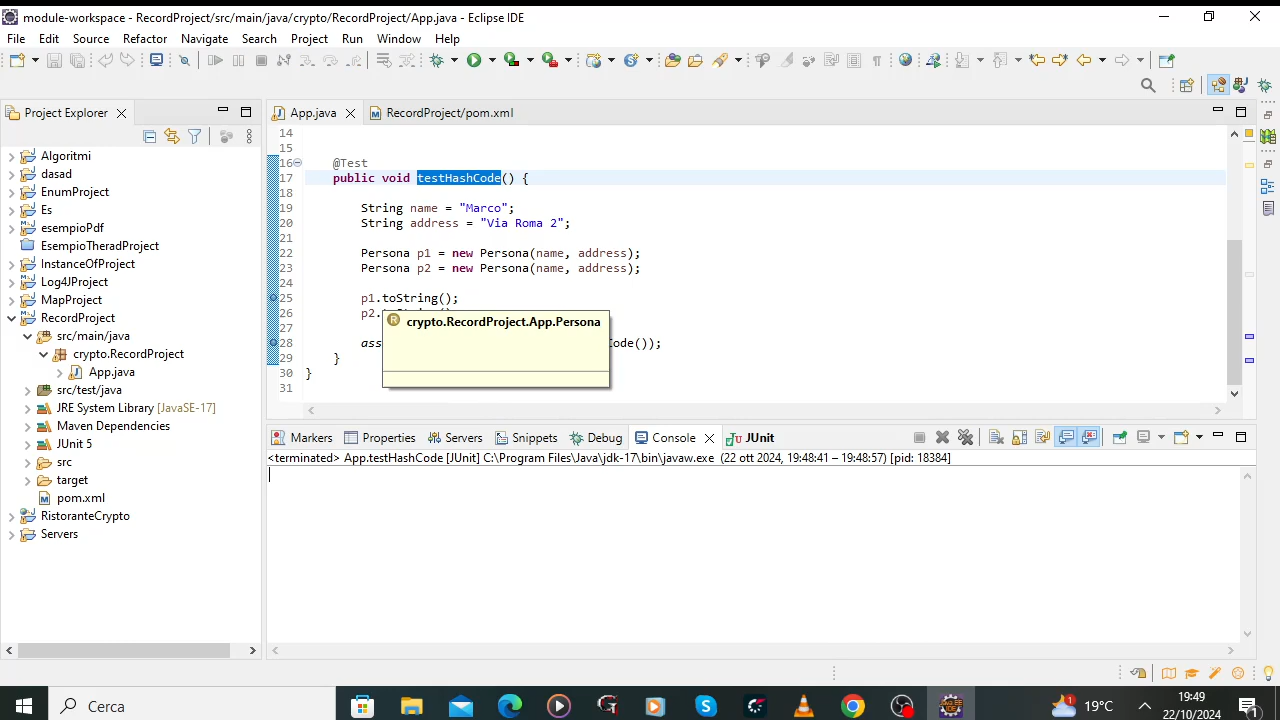 module-workspace - RecordProject/src/main/java/crypto/RecordProject/App.java - Eclipse IDE
File Edit Source Refactor Navigate Search Project Run Window Help
Project Explorer
Algoritmi
dasad
EnumProject
Es
esempioPdf
EsempioTheradProject
InstanceOfProject
Log4JProject
MapProject
RecordProject
src/main/java
crypto.RecordProject
App.java
src/test/java
JRE System Library [JavaSE-17]
Maven Dependencies
JUnit 5
src
target
pom.xml
RistoranteCrypto
Servers
App.java RecordProject/pom.xml
14
15
16 @Test
17 public void testHashCode() {
18
19 String name = "Marco";
20 String address = "Via Roma 2";
21
22 Persona p1 = new Persona(name, address);
23 Persona p2 = new Persona(name, address);
24
25 p1.toString();
26 p2.
27
28 ass Code());
29 }
30 }
31
crypto.RecordProject.App.Persona
Markers Properties Servers Snippets Debug Console JUnit
<terminated> App.testHashCode [JUnit] C:\Program Files\Java\jdk-17\bin\javaw.exe (22 ott 2024, 19:48:41 – 19:48:57) [pid: 18384]
Cerca
1
19°C
19:49
22/10/2024
1